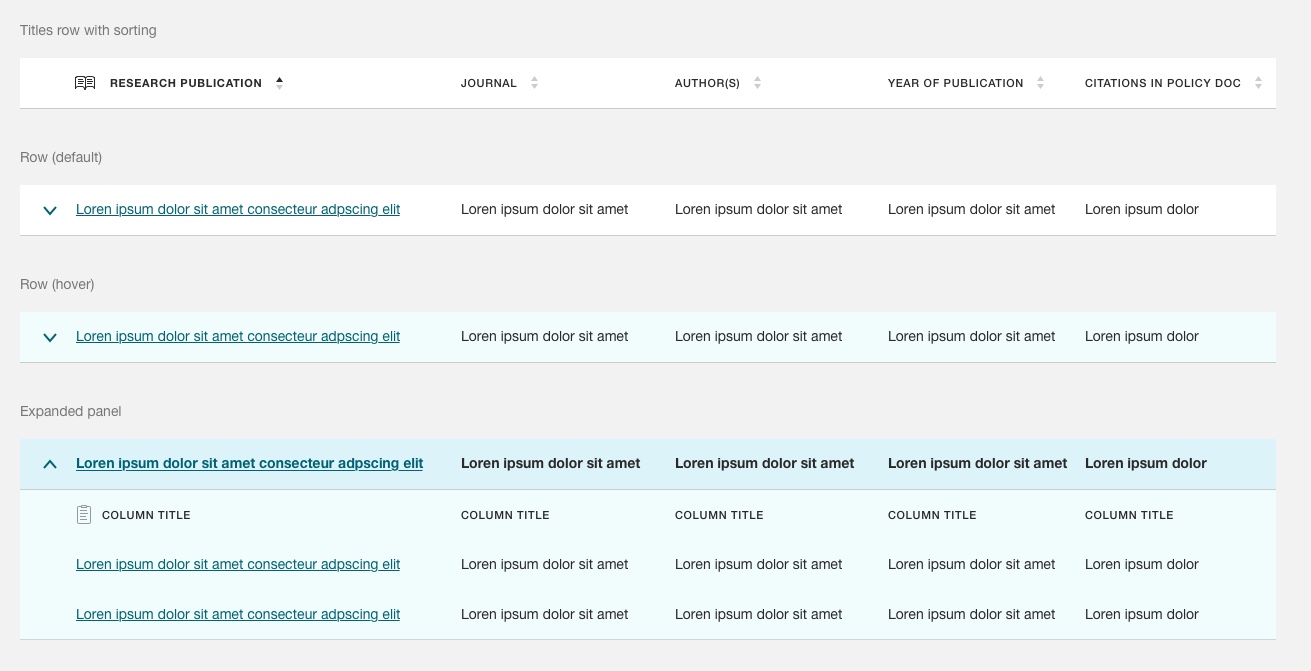 Titles row with sorting
RESEARCH PUBLICATION JOURNAL AUTHOR(S) YEAR OF PUBLICATION CITATIONS IN POLICY DOC
Row (default)
Loren ipsum dolor sit amet consecteur adpscing elit Loren ipsum dolor sit amet Loren ipsum dolor sit amet Loren ipsum dolor sit amet Loren ipsum dolor
Row (hover)
Loren ipsum dolor sit amet consecteur adpscing elit Loren ipsum dolor sit amet Loren ipsum dolor sit amet Loren ipsum dolor sit amet Loren ipsum dolor
Expanded panel
Loren ipsum dolor sit amet consecteur adpscing elit Loren ipsum dolor sit amet Loren ipsum dolor sit amet Loren ipsum dolor sit amet Loren ipsum dolor
COLUMN TITLE COLUMN TITLE COLUMN TITLE COLUMN TITLE COLUMN TITLE
Loren ipsum dolor sit amet consecteur adpscing elit Loren ipsum dolor sit amet Loren ipsum dolor sit amet Loren ipsum dolor sit amet Loren ipsum dolor
Loren ipsum dolor sit amet consecteur adpscing elit Loren ipsum dolor sit amet Loren ipsum dolor sit amet Loren ipsum dolor sit amet Loren ipsum dolor